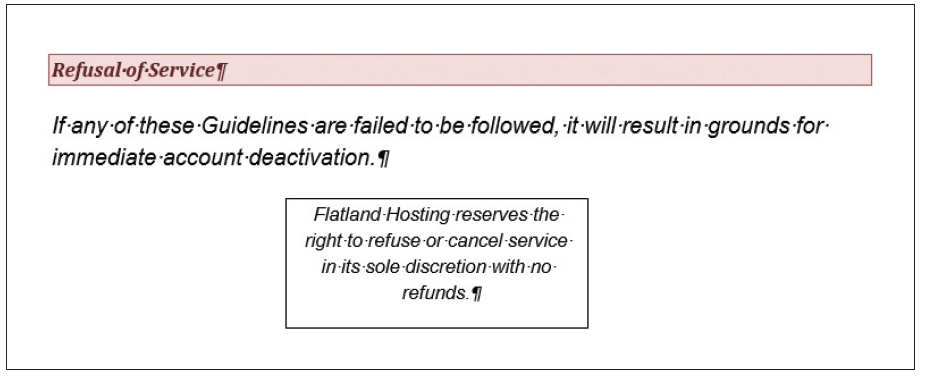 Refusal·of·Service¶
If·any·of·these·Guidelines·are·failed·to·be·followed,·it·will·result·in·grounds·for·
immediate·account·deactivation.¶
Flatland·Hosting·reserves·the·
right·to·refuse·or·cancel·service·
in·its·sole·discretion·with·no·
refunds.¶